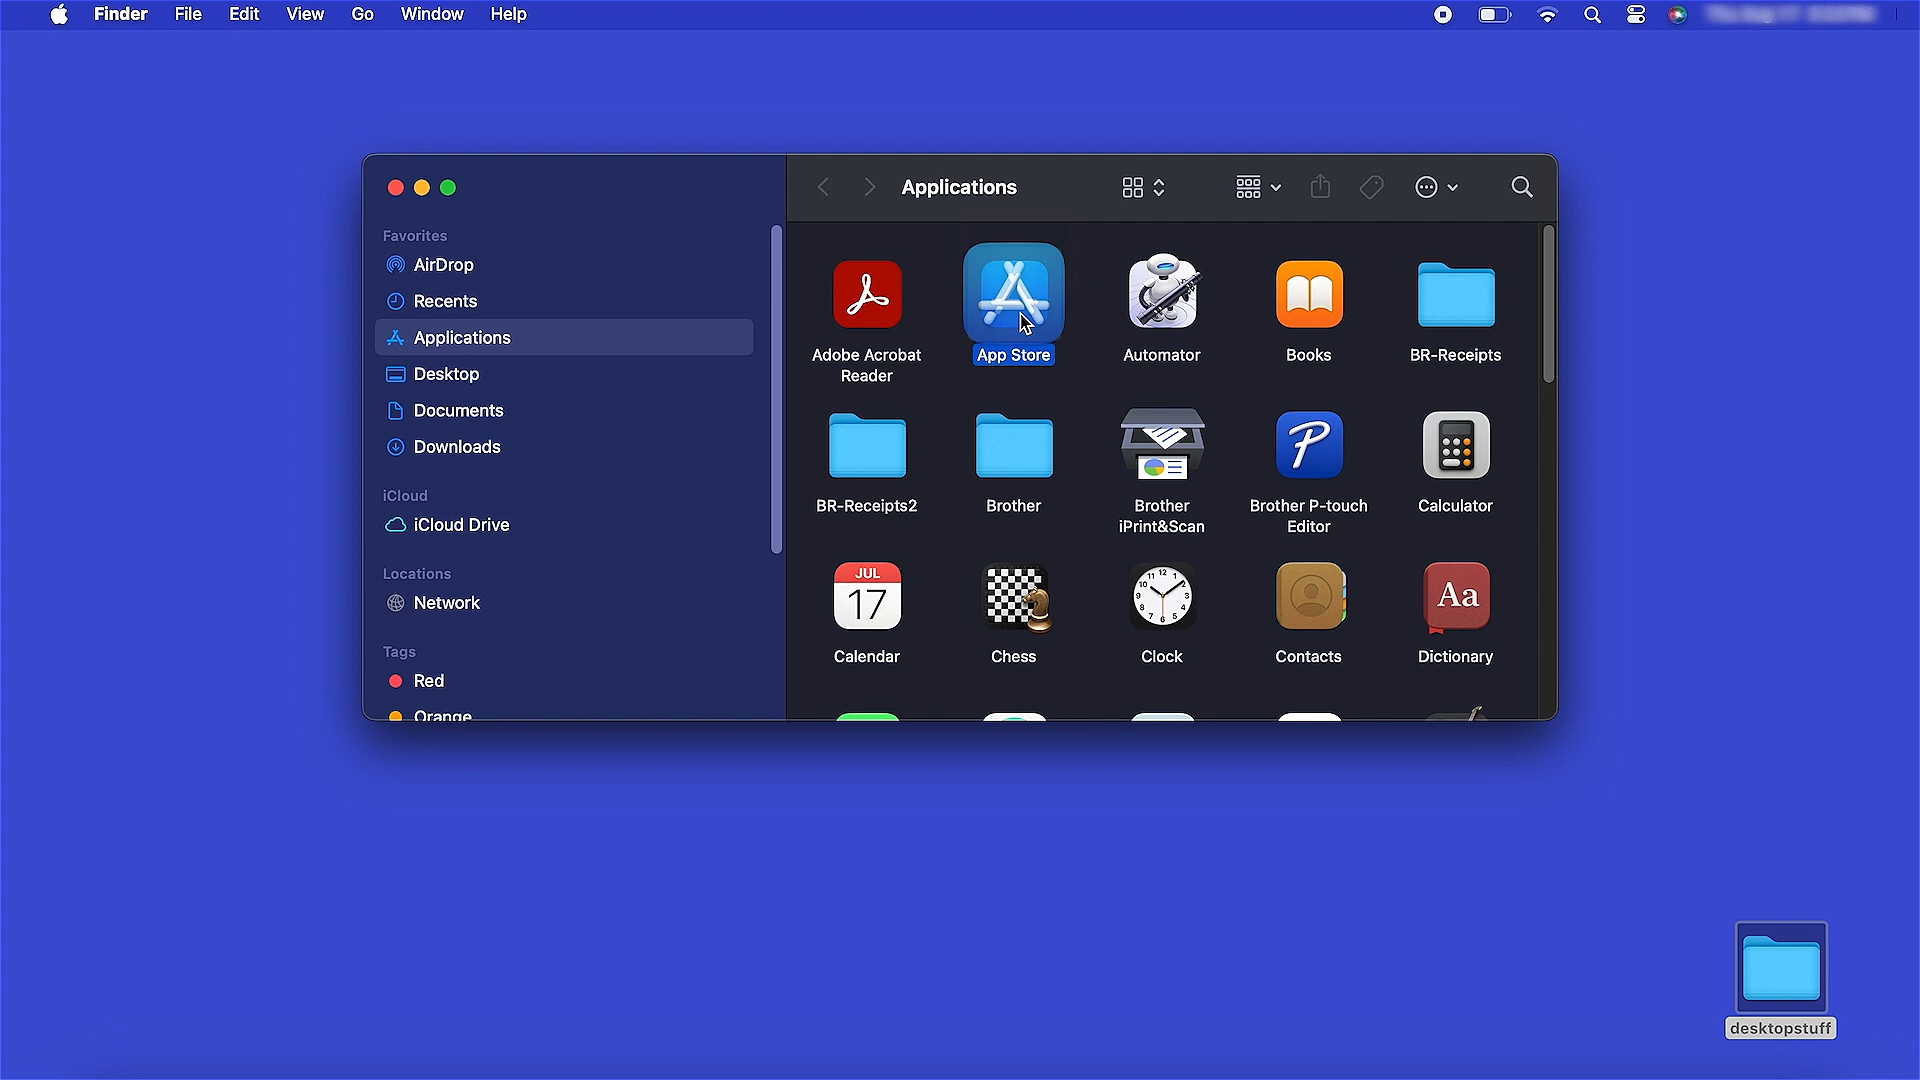 Finder File Edit View Go Window Help
Applications
Favorites
AirDrop
Recents
Applications
Desktop
Documents
Downloads
iCloud
iCloud Drive
Locations
Network
Tags
Red
Orange
Adobe Acrobat
Reader
App Store
Automator
Books
BR-Receipts
BR-Receipts2
Brother
Brother
iPrint&Scan
Brother P-touch
Editor
Calculator
JUL
17
Calendar
Chess
Clock
Contacts
Aa
Dictionary
desktopstuff